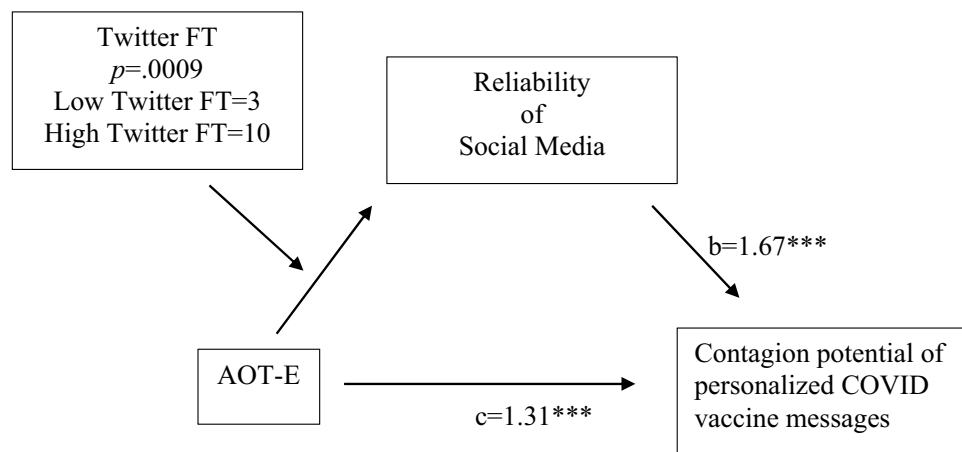 Twitter FT
p=.0009
Low Twitter FT=3
High Twitter FT=10
Reliability
of
Social Media
b=1.67***
AOT-E
c=1.31***
Contagion potential of
personalized COVID
vaccine messages